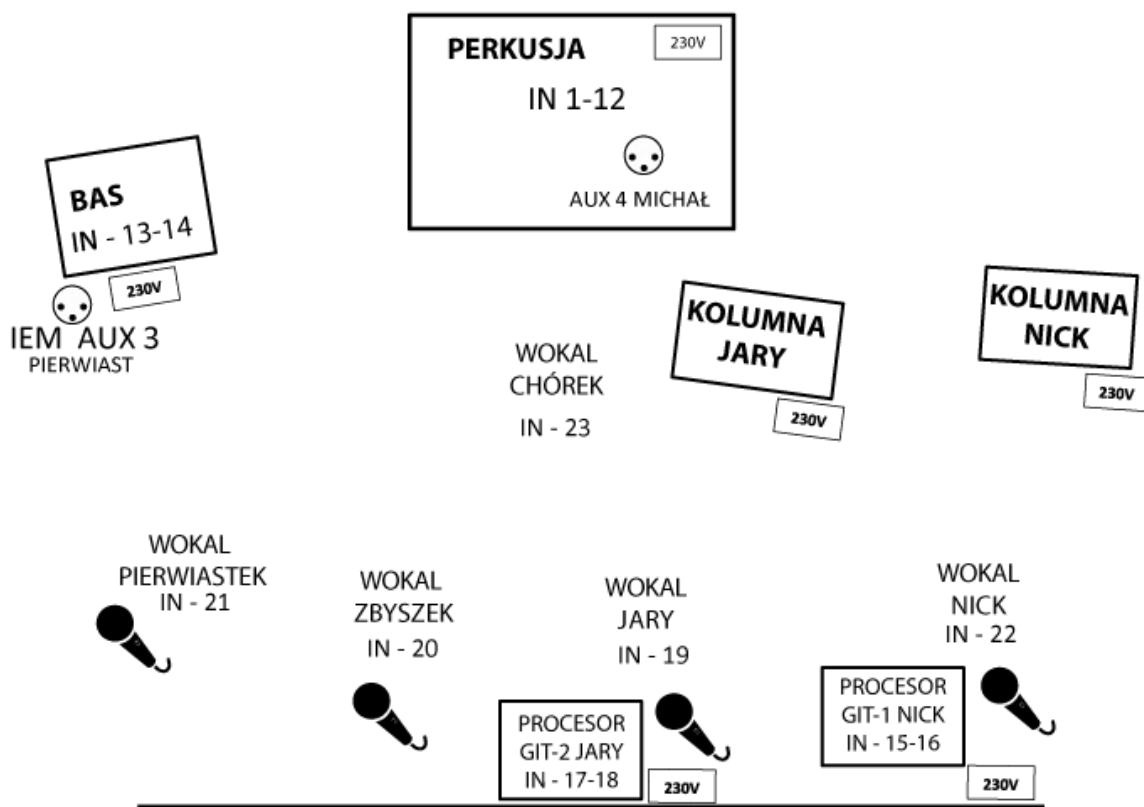 PERKUSJA
230V
IN 1-12
AUX 4 MICHAŁ
BAS
IN - 13-14
230V
IEM AUX 3
PIERWIAST
WOKAL
CHÓREK
IN - 23
KOLUMNA
JARY
230V
KOLUMNA
NICK
230V
WOKAL
PIERWIASTEK
IN - 21
WOKAL
ZBYSZEK
IN - 20
WOKAL
JARY
IN - 19
WOKAL
NICK
IN - 22
PROCESOR
GIT-2 JARY
IN - 17-18
230V
PROCESOR
GIT-1 NICK
IN - 15-16
230V